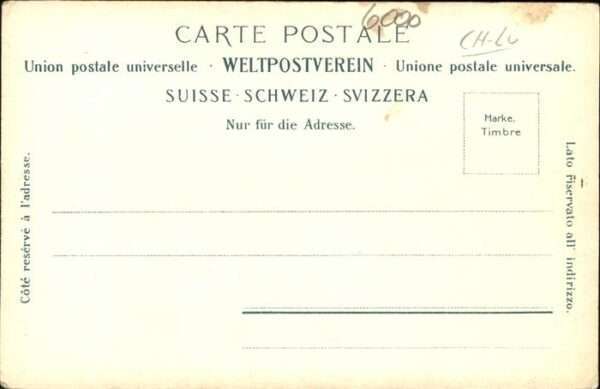 6000
CARTE POSTALE
CH-LU
Union postale universelle · WELTPOSTVEREIN · Unione postale universale.
SUISSE · SCHWEIZ · SVIZZERA
Nur für die Adresse.
Marke.
Timbre
Côté resérvé à l'adresse.
Lato riservato all' indirizzo.